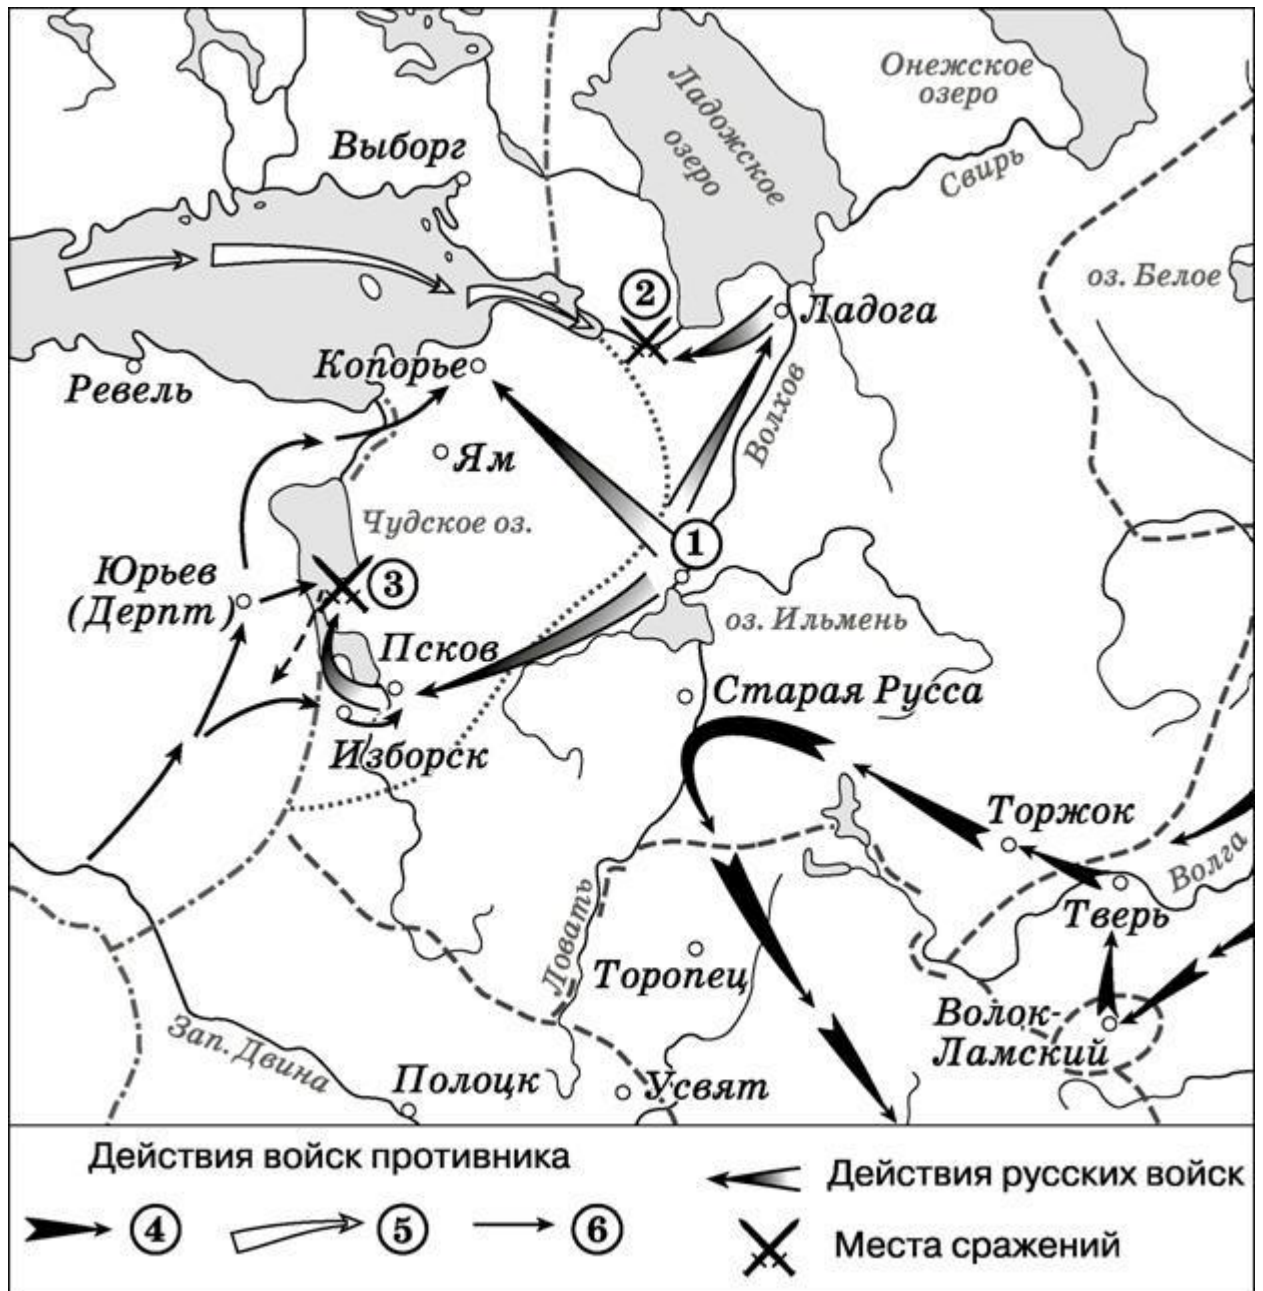 Онежское
озеро
Ладожское
озеро
Выборг
Свирь
оз. Белое
2
Ладога
Копорье
Ревель
Волхов
Ям
Чудское оз.
1
Юрьев
(Дерпт)
3
оз. Ильмень
Псков
Старая Русса
Изборск
Торжок
Волга
Тверь
Ловать
Торопец
Волок-
Ламский
Зап. Двина
Полоцк
Усвят
Действия войск противника
4
5
6
Действия русских войск
Места сражений